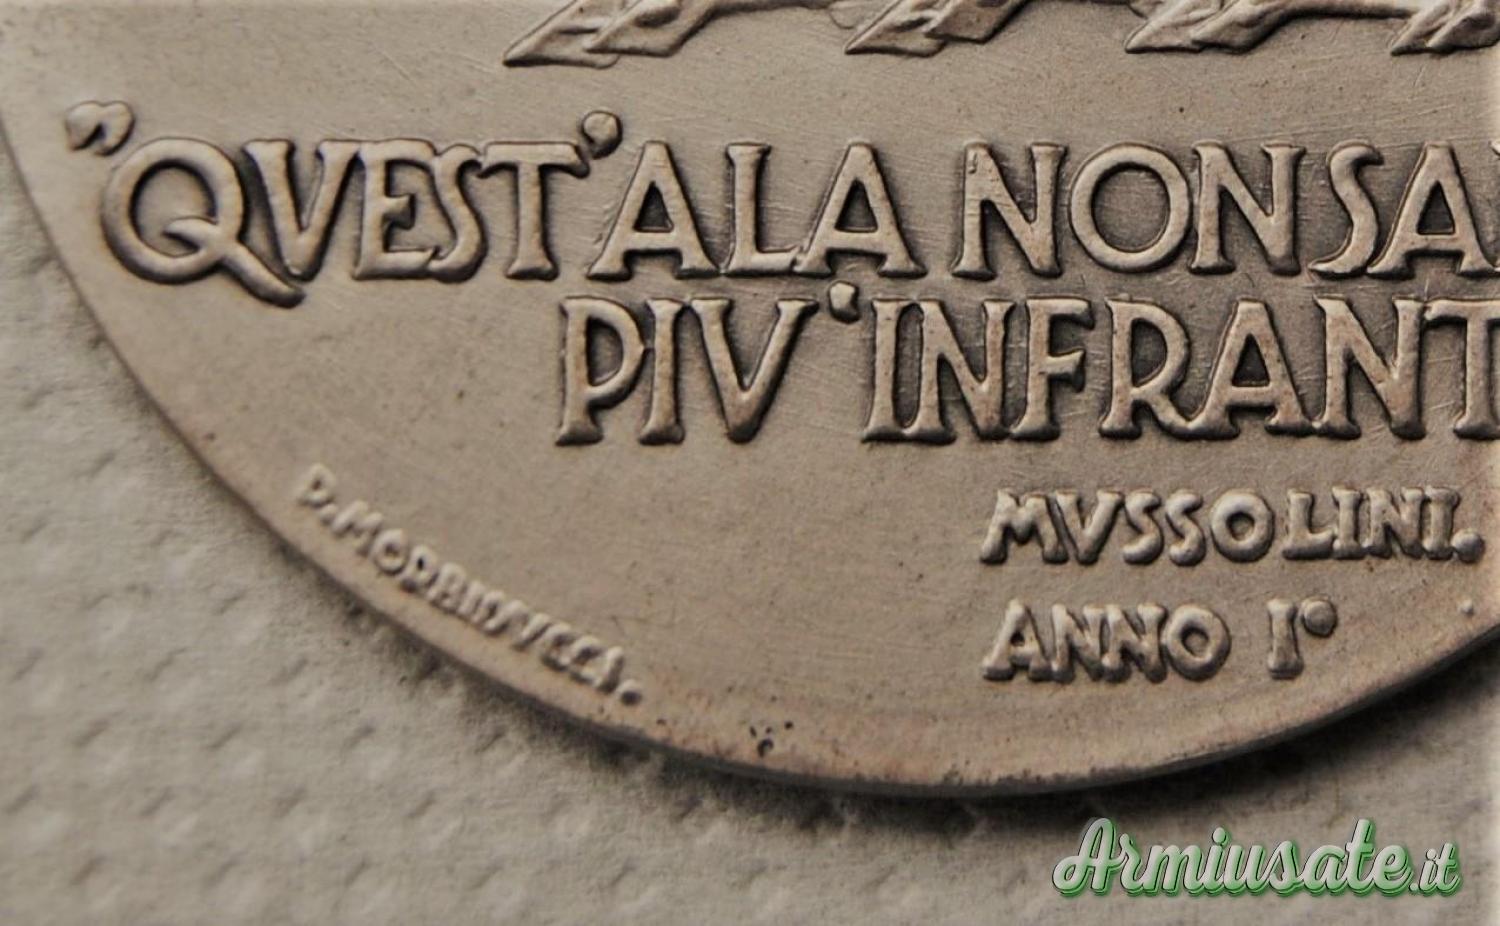 "QVEST'ALA NON SA
PIV' INFRANT
MVSSOLINI.
ANNO I°
D. MORBIDVCCI.
Armiusate.it